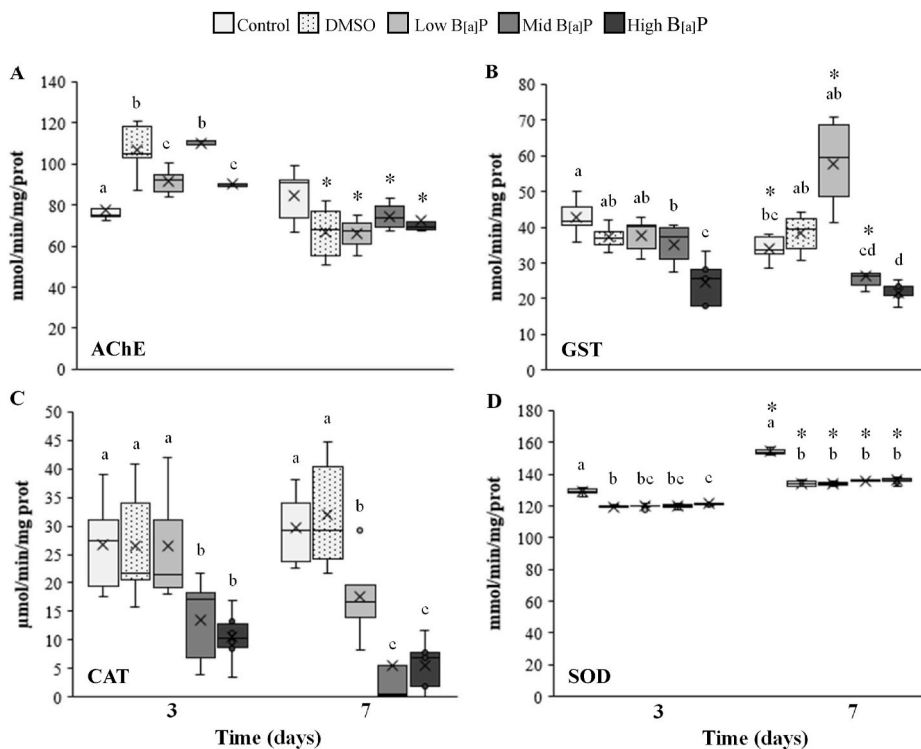 Control DMSO Low B[a]P Mid B[a]P High B[a]P
A
nmol/min/mg/prot
140
120
100
80
60
40
20
0
a b c b c
* * * *
AChE
B
nmol/min/mg prot
80
70
60
50
40
30
20
10
0
a ab ab b c
* bc ab * ab * cd d
GST
C
µmol/min/mg prot
50
45
40
35
30
25
20
15
10
5
0
a a a b b
a a b c c
CAT
3 7
Time (days)
D
mmol/min/mg/prot
180
160
140
120
100
80
60
40
20
0
a b bc bc c
* * * * *
a b b b b
SOD
3 7
Time (days)